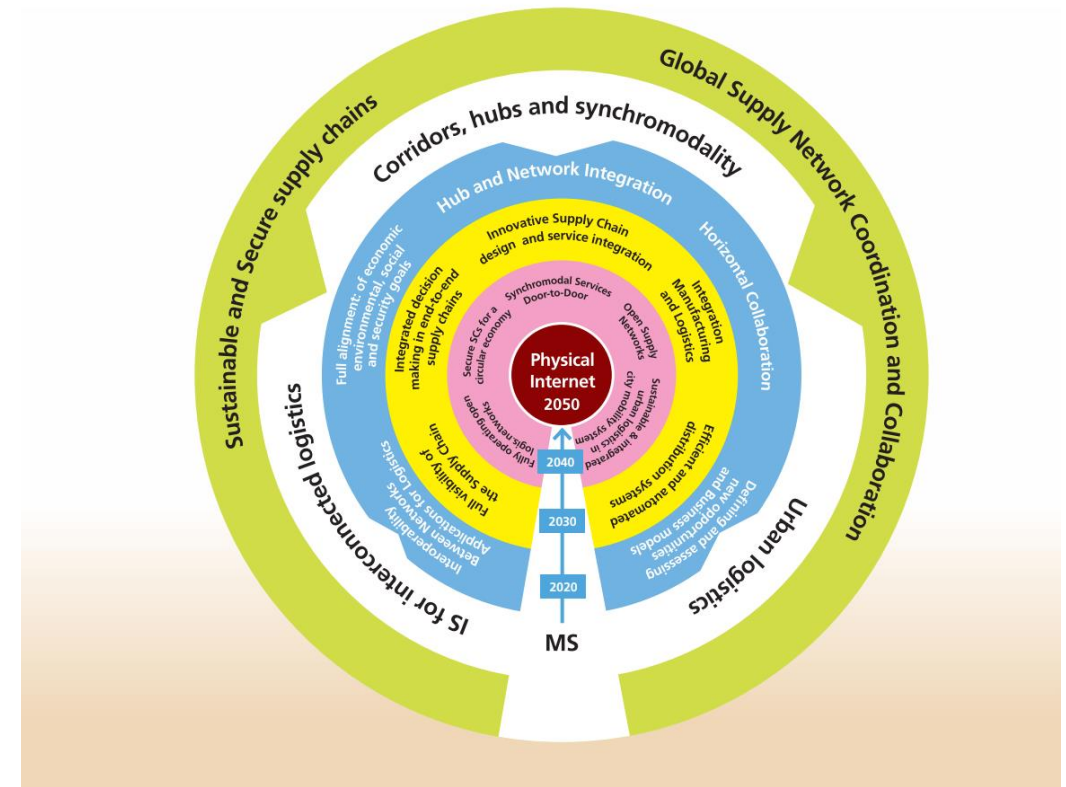 Sustainable and Secure supply chains
Global Supply Network Coordination and Collaboration
Corridors, hubs and synchromodality
IS for interconnected logistics
Urban logistics
Hub and Network Integration
Full alignment: of economic
environmental, social
and security goals
Horizontal Collaboration
Interoperability
Between Networks
Applications for Logistics
Defining and assessing
new opportunities
and Business models
Innovative Supply Chain
design and service integration
Integrated decision
making in end-to-end
supply chains
Integration
Manufacturing
and Logistics
Full visibility of
the Supply Chain
Efficient and automated
distribution systems
Synchromodal Services
Door-to-Door
Secure SCs for a
circular economy
Open Supply
Networks
Fully operating open
logis.networks
Sustainable & integrated
urban logistics in
city mobility system
Physical
Internet
2050
2040
2030
2020
MS